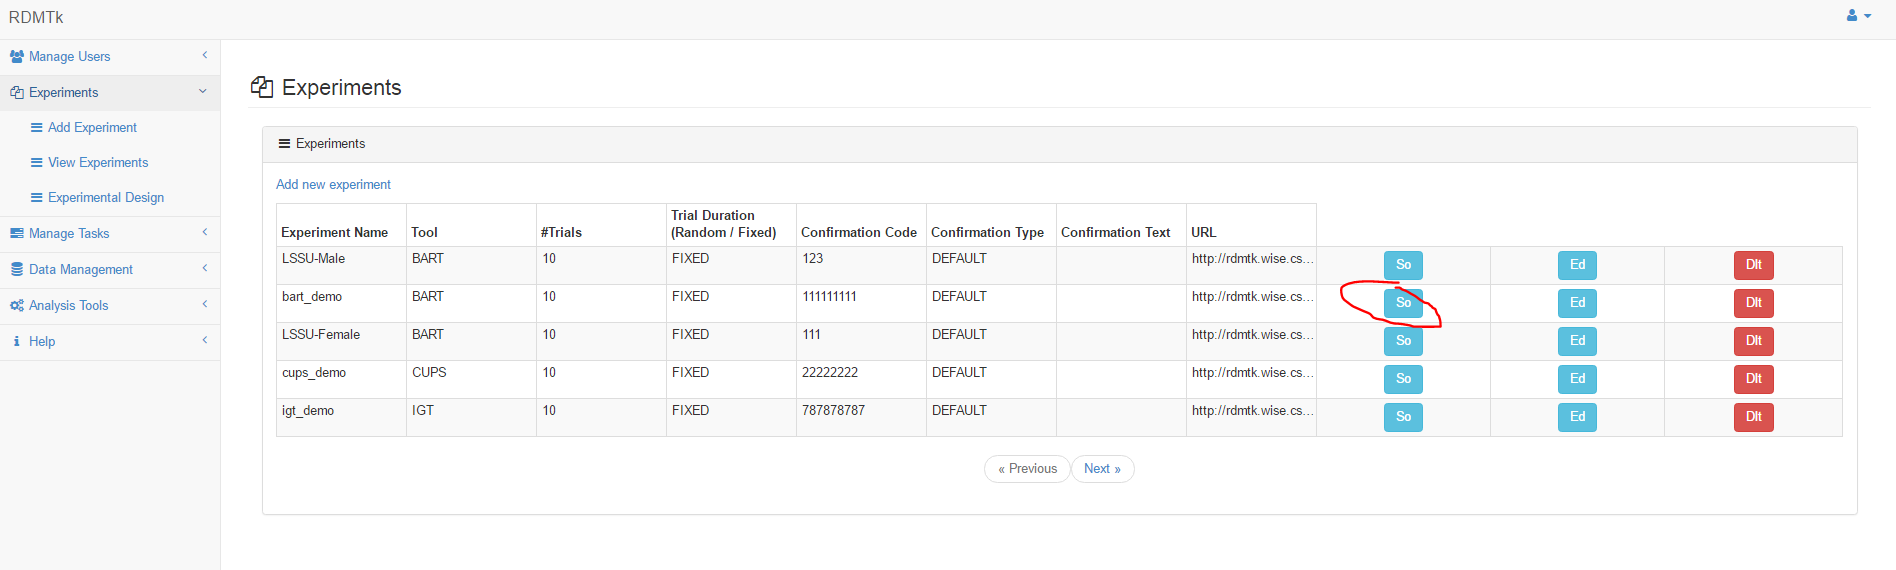 RDMTk
Manage Users
Experiments
Add Experiment
View Experiments
Experimental Design
Manage Tasks
Data Management
Analysis Tools
Help
Experiments
Experiments
Add new experiment
Experiment Name Tool #Trials Trial Duration (Random / Fixed) Confirmation Code Confirmation Type Confirmation Text URL
LSSU-Male BART 10 FIXED 123 DEFAULT http://rdmtk.wise.cs... So Ed Dlt
bart_demo BART 10 FIXED 111111111 DEFAULT http://rdmtk.wise.cs... So Ed Dlt
LSSU-Female BART 10 FIXED 111 DEFAULT http://rdmtk.wise.cs... So Ed Dlt
cups_demo CUPS 10 FIXED 22222222 DEFAULT http://rdmtk.wise.cs... So Ed Dlt
igt_demo IGT 10 FIXED 787878787 DEFAULT http://rdmtk.wise.cs... So Ed Dlt
« Previous Next »